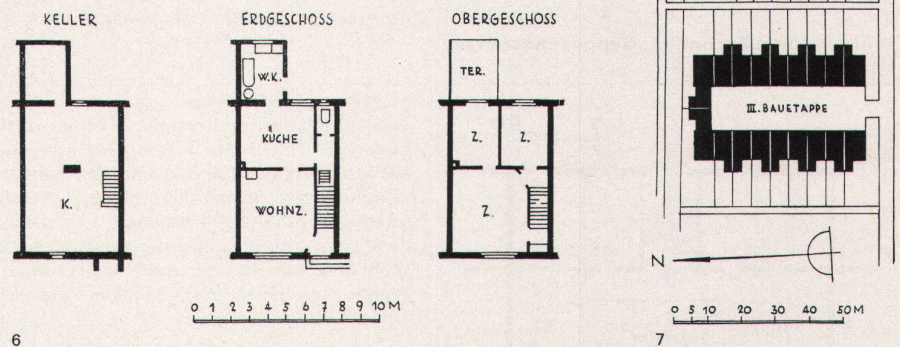 KELLER
K.
ERDGESCHOSS
W.K.
KÜCHE
WOHNZ.
OBERGESCHOSS
TER.
Z. Z.
Z.
0 1 2 3 4 5 6 7 8 9 10 M
6
III. BAUETAPPE
N
0 5 10 20 30 40 50 M
7